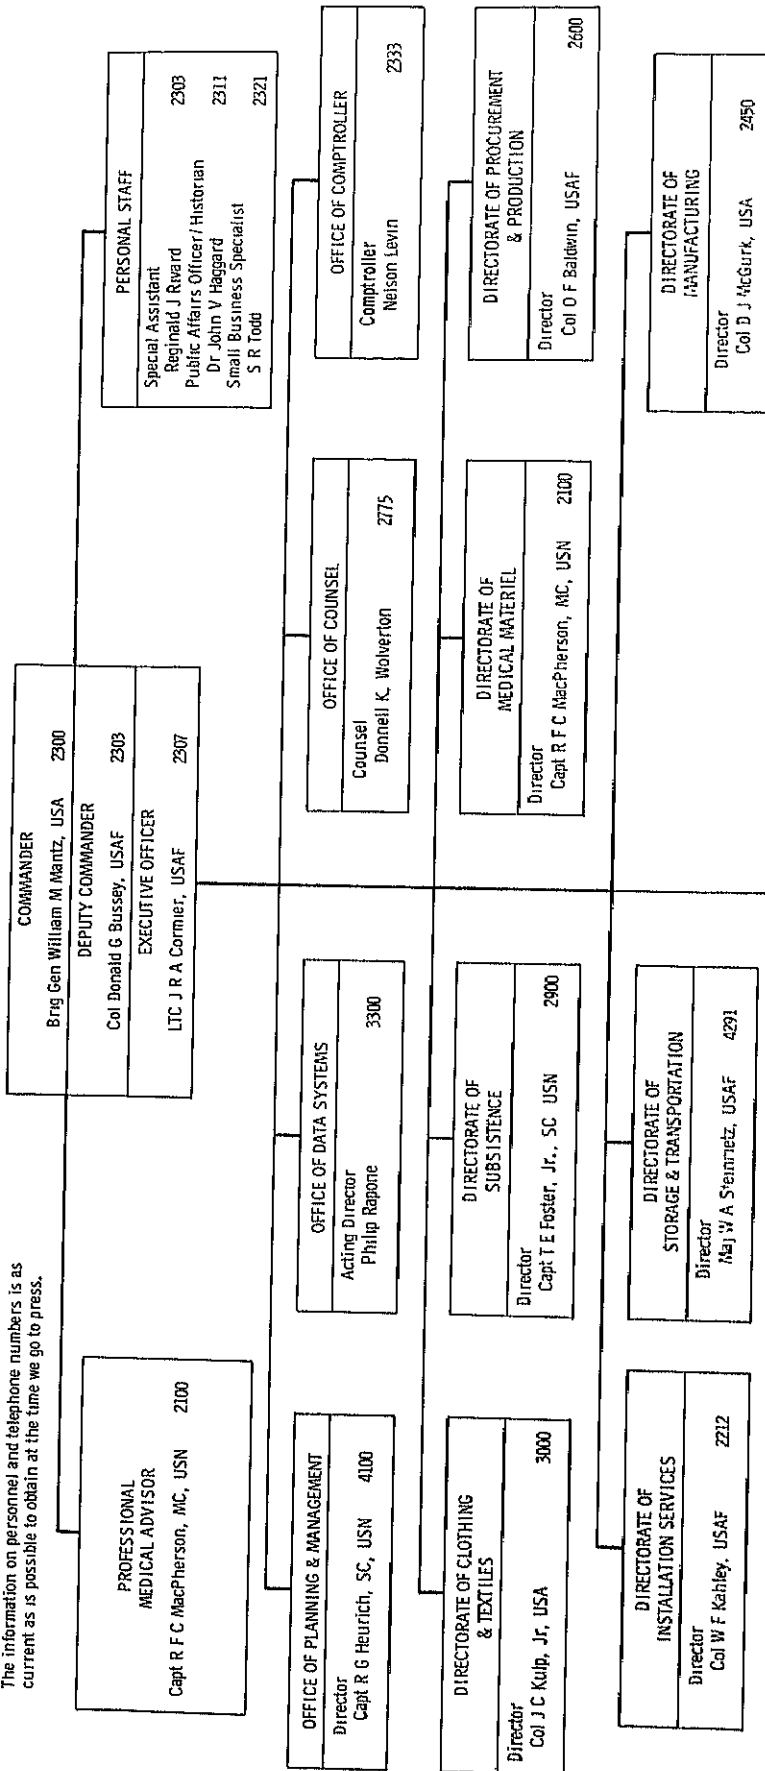 The information on personnel and telephone numbers is as
current as is possible to obtain at the time we go to press.
COMMANDER
Brig Gen William M Mantz, USA 2300
DEPUTY COMMANDER
Col Donald G Bussey, USAF 2303
EXECUTIVE OFFICER
LTC J R A Cormier, USAF 2307
PROFESSIONAL
MEDICAL ADVISOR
Capt R F C MacPherson, MC, USN 2100
PERSONAL STAFF
Special Assistant
Reginald J Rivard 2303
Public Affairs Officer/Historian
Dr John V Haggard 2311
Small Business Specialist
S R Todd 2321
OFFICE OF PLANNING & MANAGEMENT
Director
Capt R G Heurich, SC, USN 4100
OFFICE OF DATA SYSTEMS
Acting Director
Philip Rapone 3300
OFFICE OF COUNSEL
Counsel
Donnell K, Wolverton 2775
OFFICE OF COMPTROLLER
Comptroller
Nelson Levin 2333
DIRECTORATE OF CLOTHING
& TEXTILES
Director
Col J C Kulp, Jr, USA 3000
DIRECTORATE OF
SUBSISTENCE
Director
Capt T E Foster, Jr., SC USN 2900
DIRECTORATE OF
MEDICAL MATERIEL
Director
Capt R F C MacPherson, MC, USN 2100
DIRECTORATE OF PROCUREMENT
& PRODUCTION
Director
Col O F Baldwin, USAF 2600
DIRECTORATE OF
INSTALLATION SERVICES
Director
Col W F Kahley, USAF 2212
DIRECTORATE OF
STORAGE & TRANSPORTATION
Director
Maj W A Steinmetz, USAF 4291
DIRECTORATE OF
MANUFACTURING
Director
Col D J McGurk, USA 2450